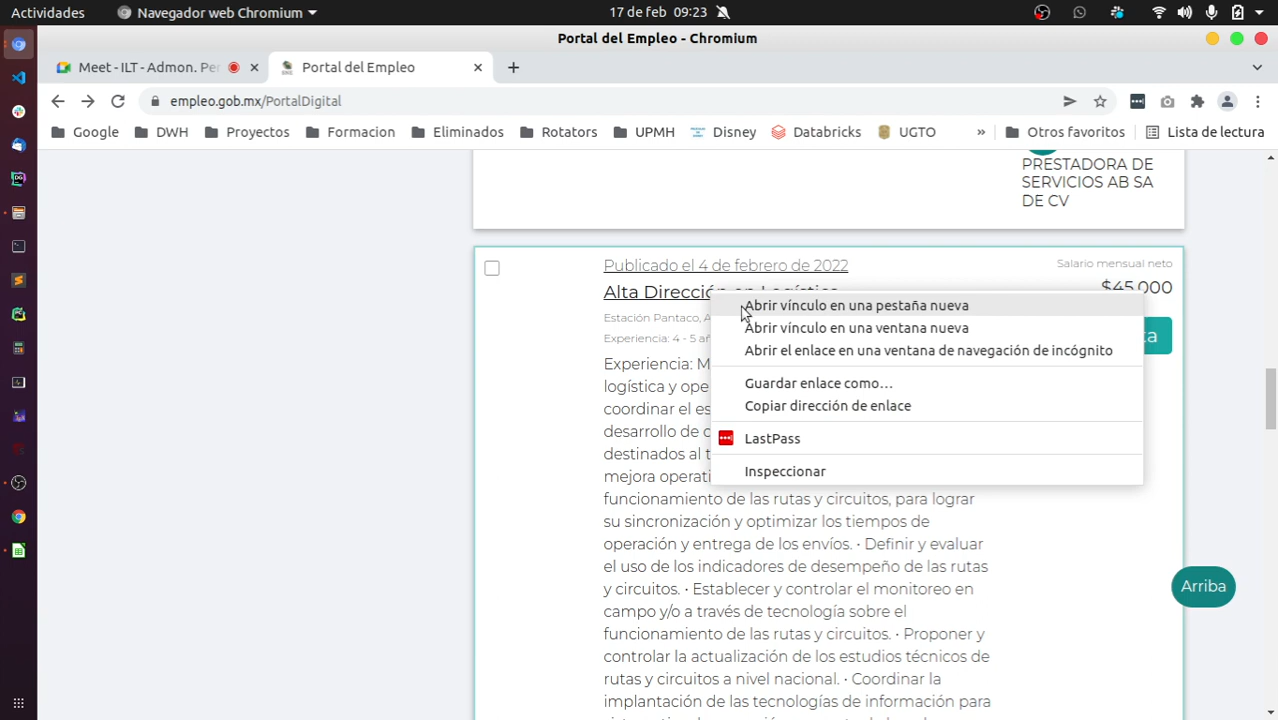 Actividades
Navegador web Chromium
17 de feb 09:23
Portal del Empleo - Chromium
Meet - ILT - Admon. Per
Portal del Empleo
empleo.gob.mx/PortalDigital
Google
DWH
Proyectos
Formacion
Eliminados
Rotators
UPMH
Disney
Databricks
UGTO
»
Otros favoritos
Lista de lectura
PRESTADORA DE
SERVICIOS AB SA
DE CV
Publicado el 4 de febrero de 2022
Salario mensual neto
Alta Dirección en Logística
$45,000
Abrir vínculo en una pestaña nueva
Estación Pantaco, A
Abrir vínculo en una ventana nueva
Experiencia: 4 - 5 añ
ta
Abrir el enlace en una ventana de navegación de incógnito
Experiencia: M
logística y ope
Guardar enlace como…
coordinar el es
Copiar dirección de enlace
desarrollo de c
LastPass
destinados al t
mejora operati
Inspeccionar
funcionamiento de las rutas y circuitos, para lograr
su sincronización y optimizar los tiempos de
operación y entrega de los envíos. • Definir y evaluar
el uso de los indicadores de desempeño de las rutas
y circuitos. • Establecer y controlar el monitoreo en
Arriba
campo y/o a través de tecnología sobre el
funcionamiento de las rutas y circuitos. • Proponer y
controlar la actualización de los estudios técnicos de
rutas y circuitos a nivel nacional. • Coordinar la
implantación de las tecnologías de información para